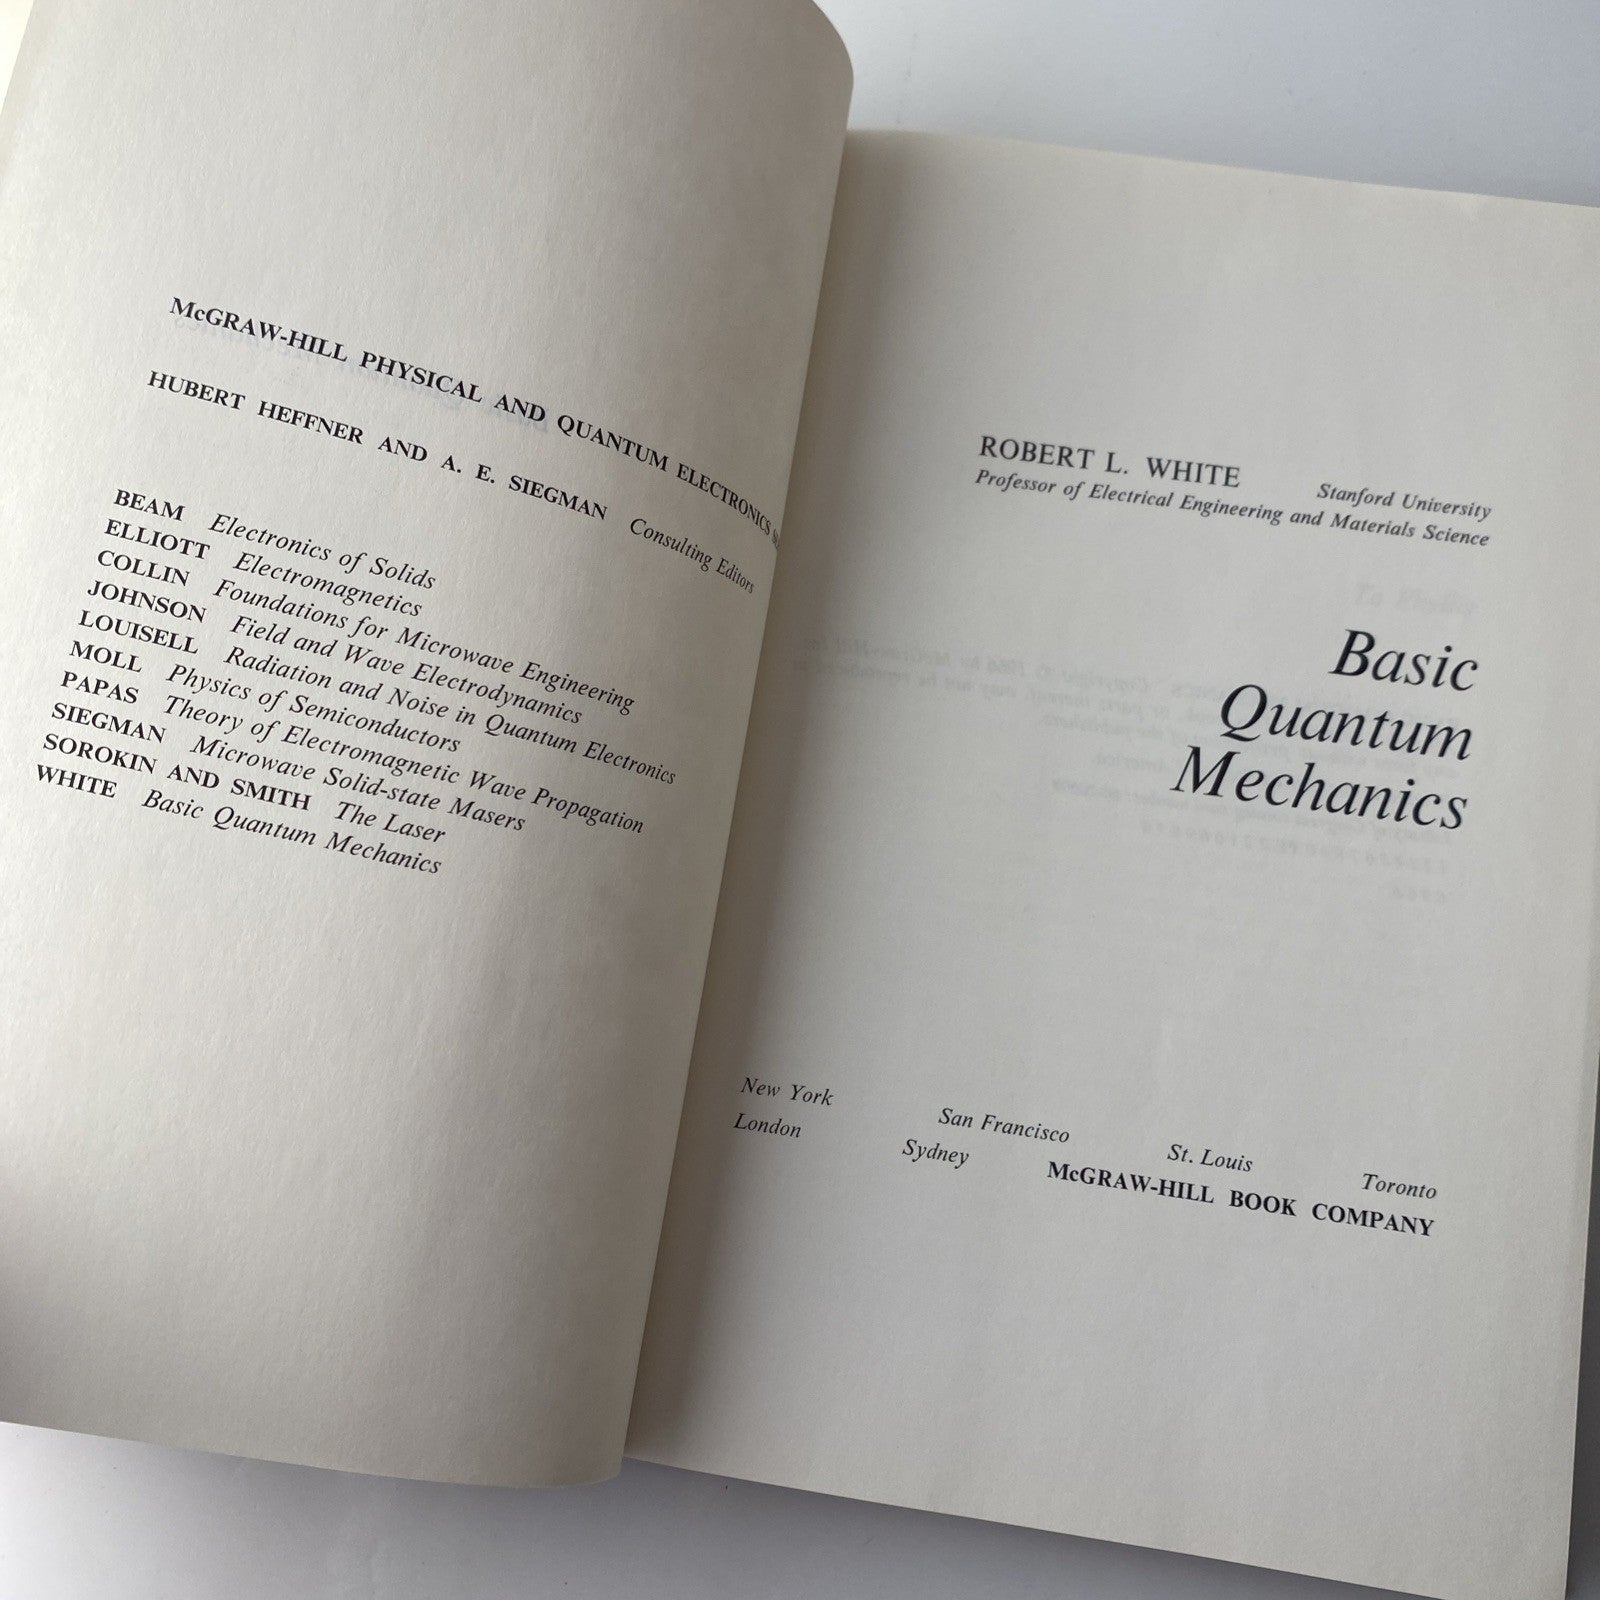 McGRAW-HILL PHYSICAL AND QUANTUM ELECTRONICS
HUBERT HEFFNER AND A. E. SIEGMAN Consulting Editors
BEAM Electronics of Solids
ELLIOTT Electromagnetics
COLLIN Foundations for Microwave Engineering
JOHNSON Field and Wave Electrodynamics
LOUISELL Radiation and Noise in Quantum Electronics
MOLL Physics of Semiconductors
PAPAS Theory of Electromagnetic Wave Propagation
SIEGMAN Microwave Solid-state Masers
SOROKIN AND SMITH The Laser
WHITE Basic Quantum Mechanics
ROBERT L. WHITE Stanford University
Professor of Electrical Engineering and Materials Science
Basic
Quantum
Mechanics
New York San Francisco St. Louis Toronto
London Sydney McGRAW-HILL BOOK COMPANY